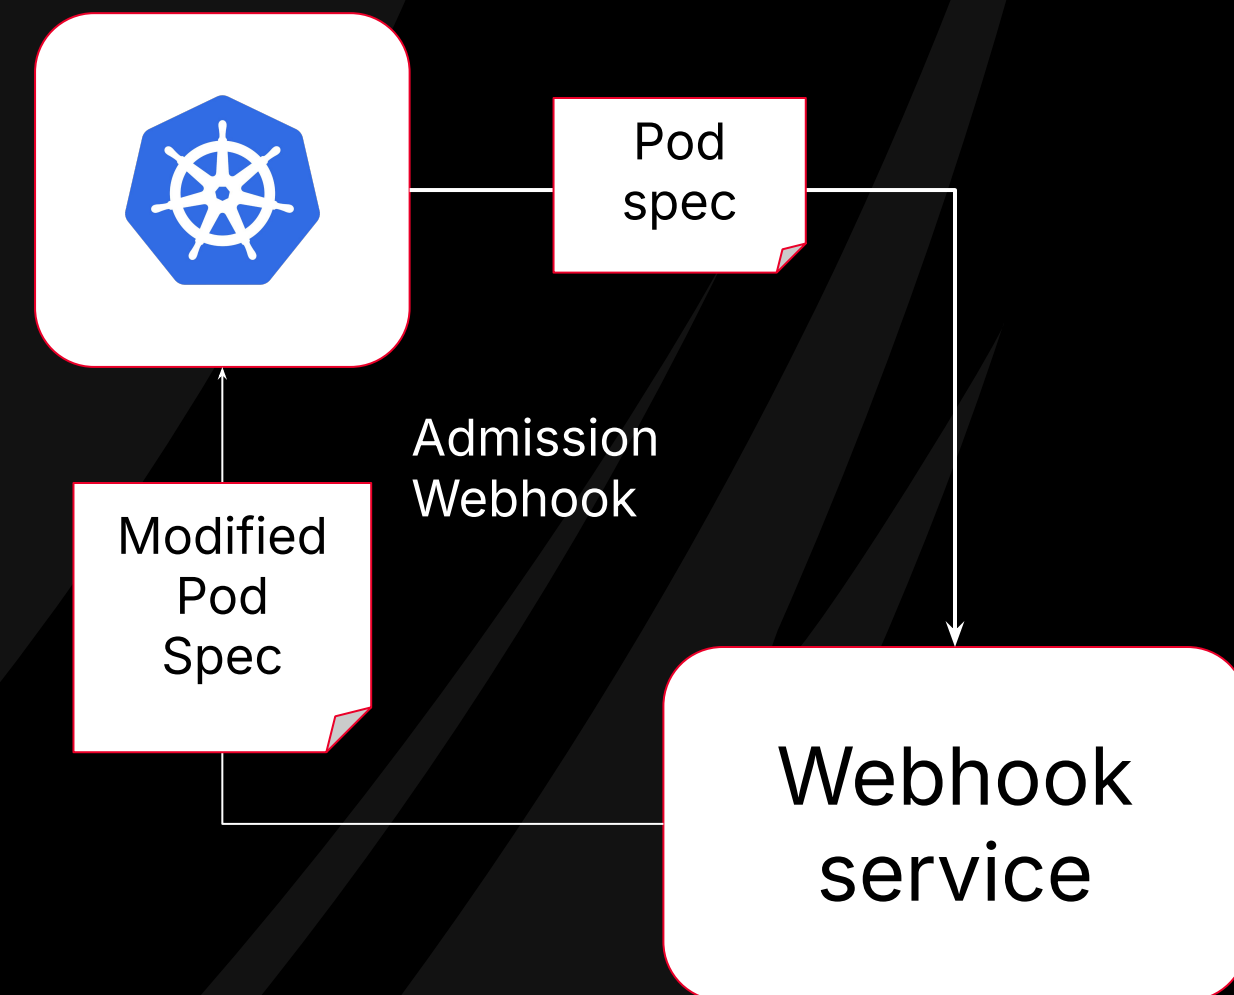 Pod
spec
Admission
Webhook
Modified
Pod
Spec
Webhook
service